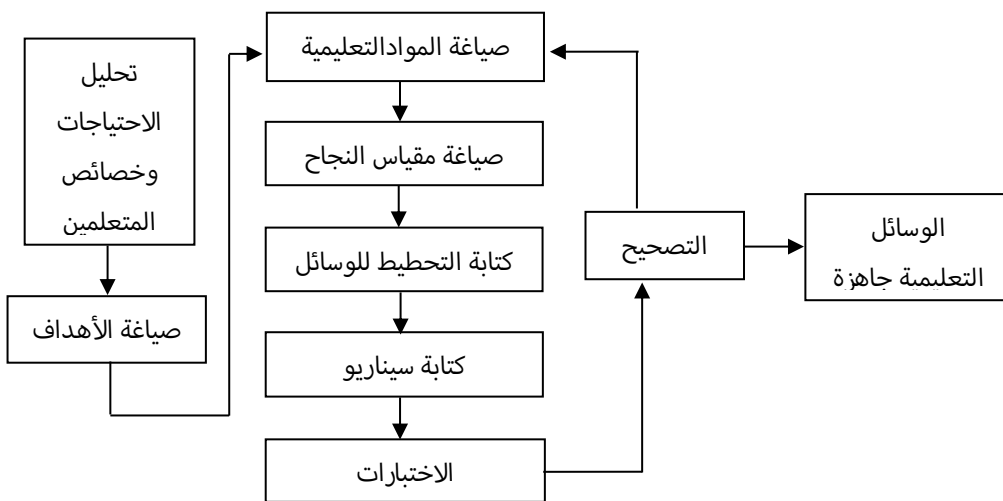 تحليل
الاحتياجات
وخصائص
المتعلمين
صياغة الأهداف
صياغة الموادالتعليمية
صياغة مقياس النجاح
كتابة التحطيط للوسائل
كتابة سيناريو
الاختبارات
التصحيح
الوسائل
التعليمية جاهزة